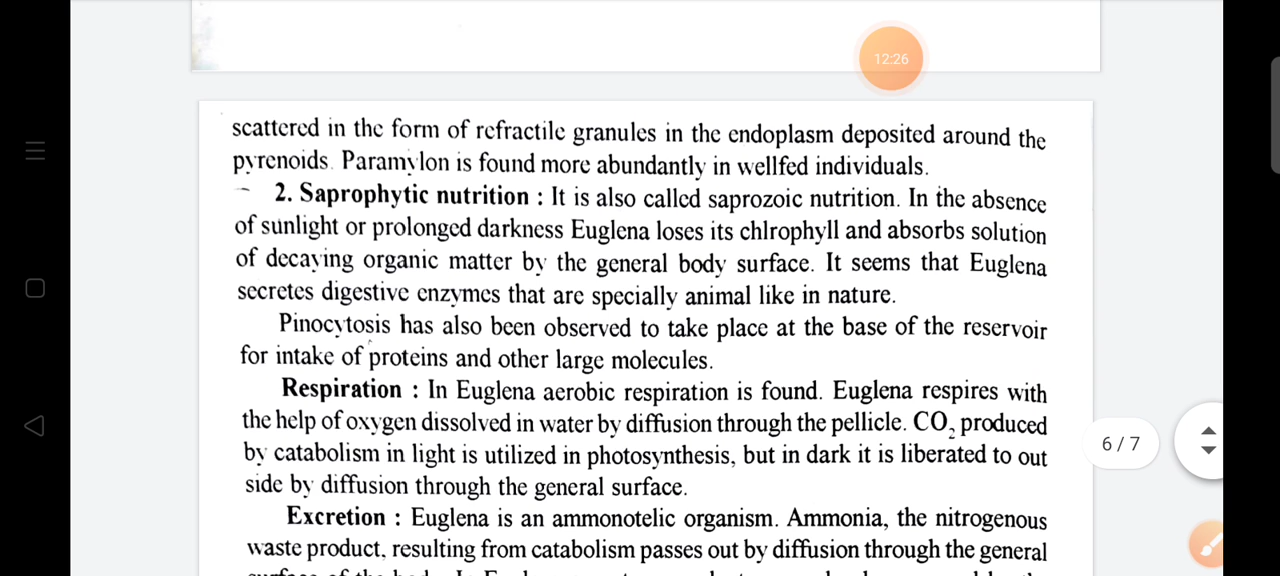 12:26
scattered in the form of refractile granules in the endoplasm deposited around the
pyrenoids. Paramylon is found more abundantly in wellfed individuals.
2. Saprophytic nutrition : It is also called saprozoic nutrition. In the absence
of sunlight or prolonged darkness Euglena loses its chlrophyll and absorbs solution
of decaying organic matter by the general body surface. It seems that Euglena
secretes digestive enzymes that are specially animal like in nature.
Pinocytosis has also been observed to take place at the base of the reservoir
for intake of proteins and other large molecules.
Respiration : In Euglena aerobic respiration is found. Euglena respires with
the help of oxygen dissolved in water by diffusion through the pellicle. CO₂ produced
by catabolism in light is utilized in photosynthesis, but in dark it is liberated to out
side by diffusion through the general surface.
6 / 7
Excretion : Euglena is an ammonotelic organism. Ammonia, the nitrogenous
waste product, resulting from catabolism passes out by diffusion through the general